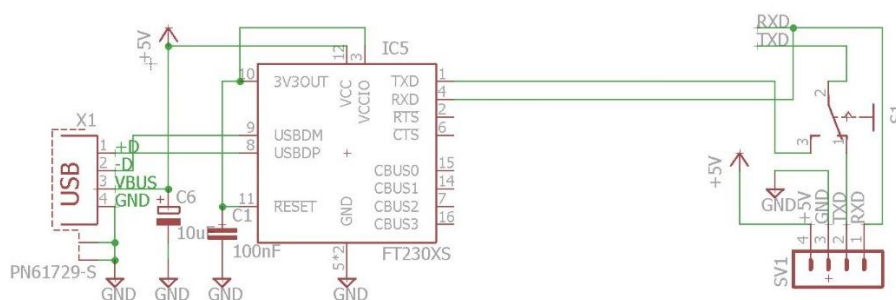 RXD
TXD
+5V
IC5
12
3
10
3V3OUT
VCC
VCCIO
TXD
1
RXD
4
RTS
2
CTS
6
X1
USB
1
+D
2
-D
3
VBUS
4
GND
9
USBDM
8
USBDP
+
CBUS0
15
CBUS1
14
CBUS2
7
CBUS3
16
2
3
1
S1
C6
+
10u
11
RESET
GND
C1
+
100nF
5*2
FT230XS
PN61729-S
GND
GND
GND
GND
+5V
GND
+5V
GND
TXD
RXD
4
3
2
1
SV1
+